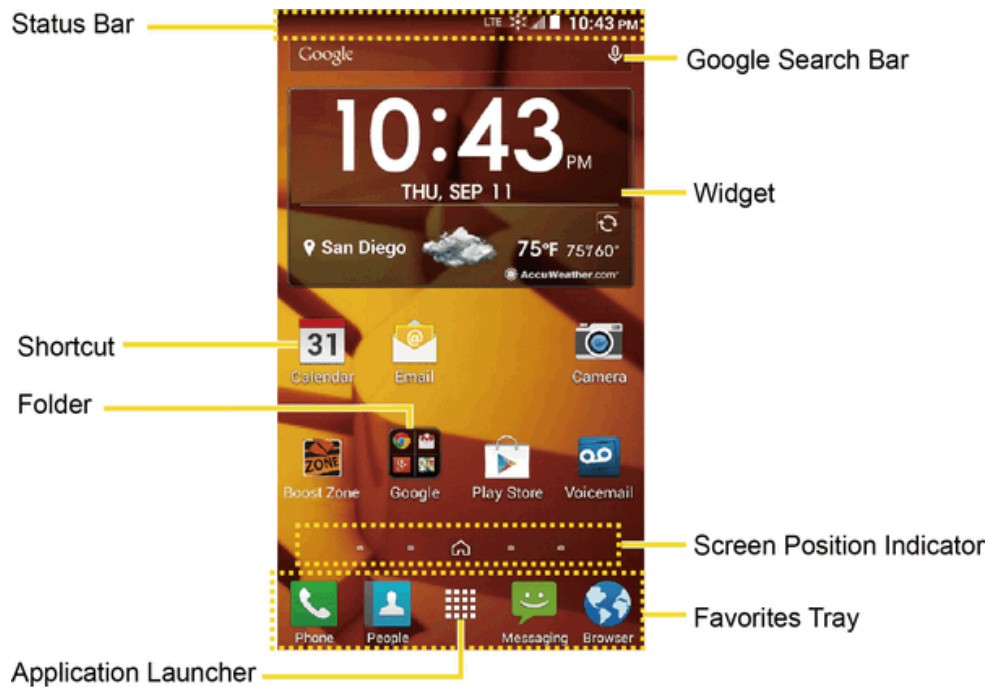 Status Bar
LTE 10:43 PM
Google
Google Search Bar
10:43 PM
THU, SEP 11
Widget
San Diego 75°F 75°/60°
AccuWeather.com
Shortcut
31
Calendar Email Camera
Folder
ZONE
Boost Zone Google Play Store Voicemail
Screen Position Indicator
Favorites Tray
Phone People Messaging Browser
Application Launcher